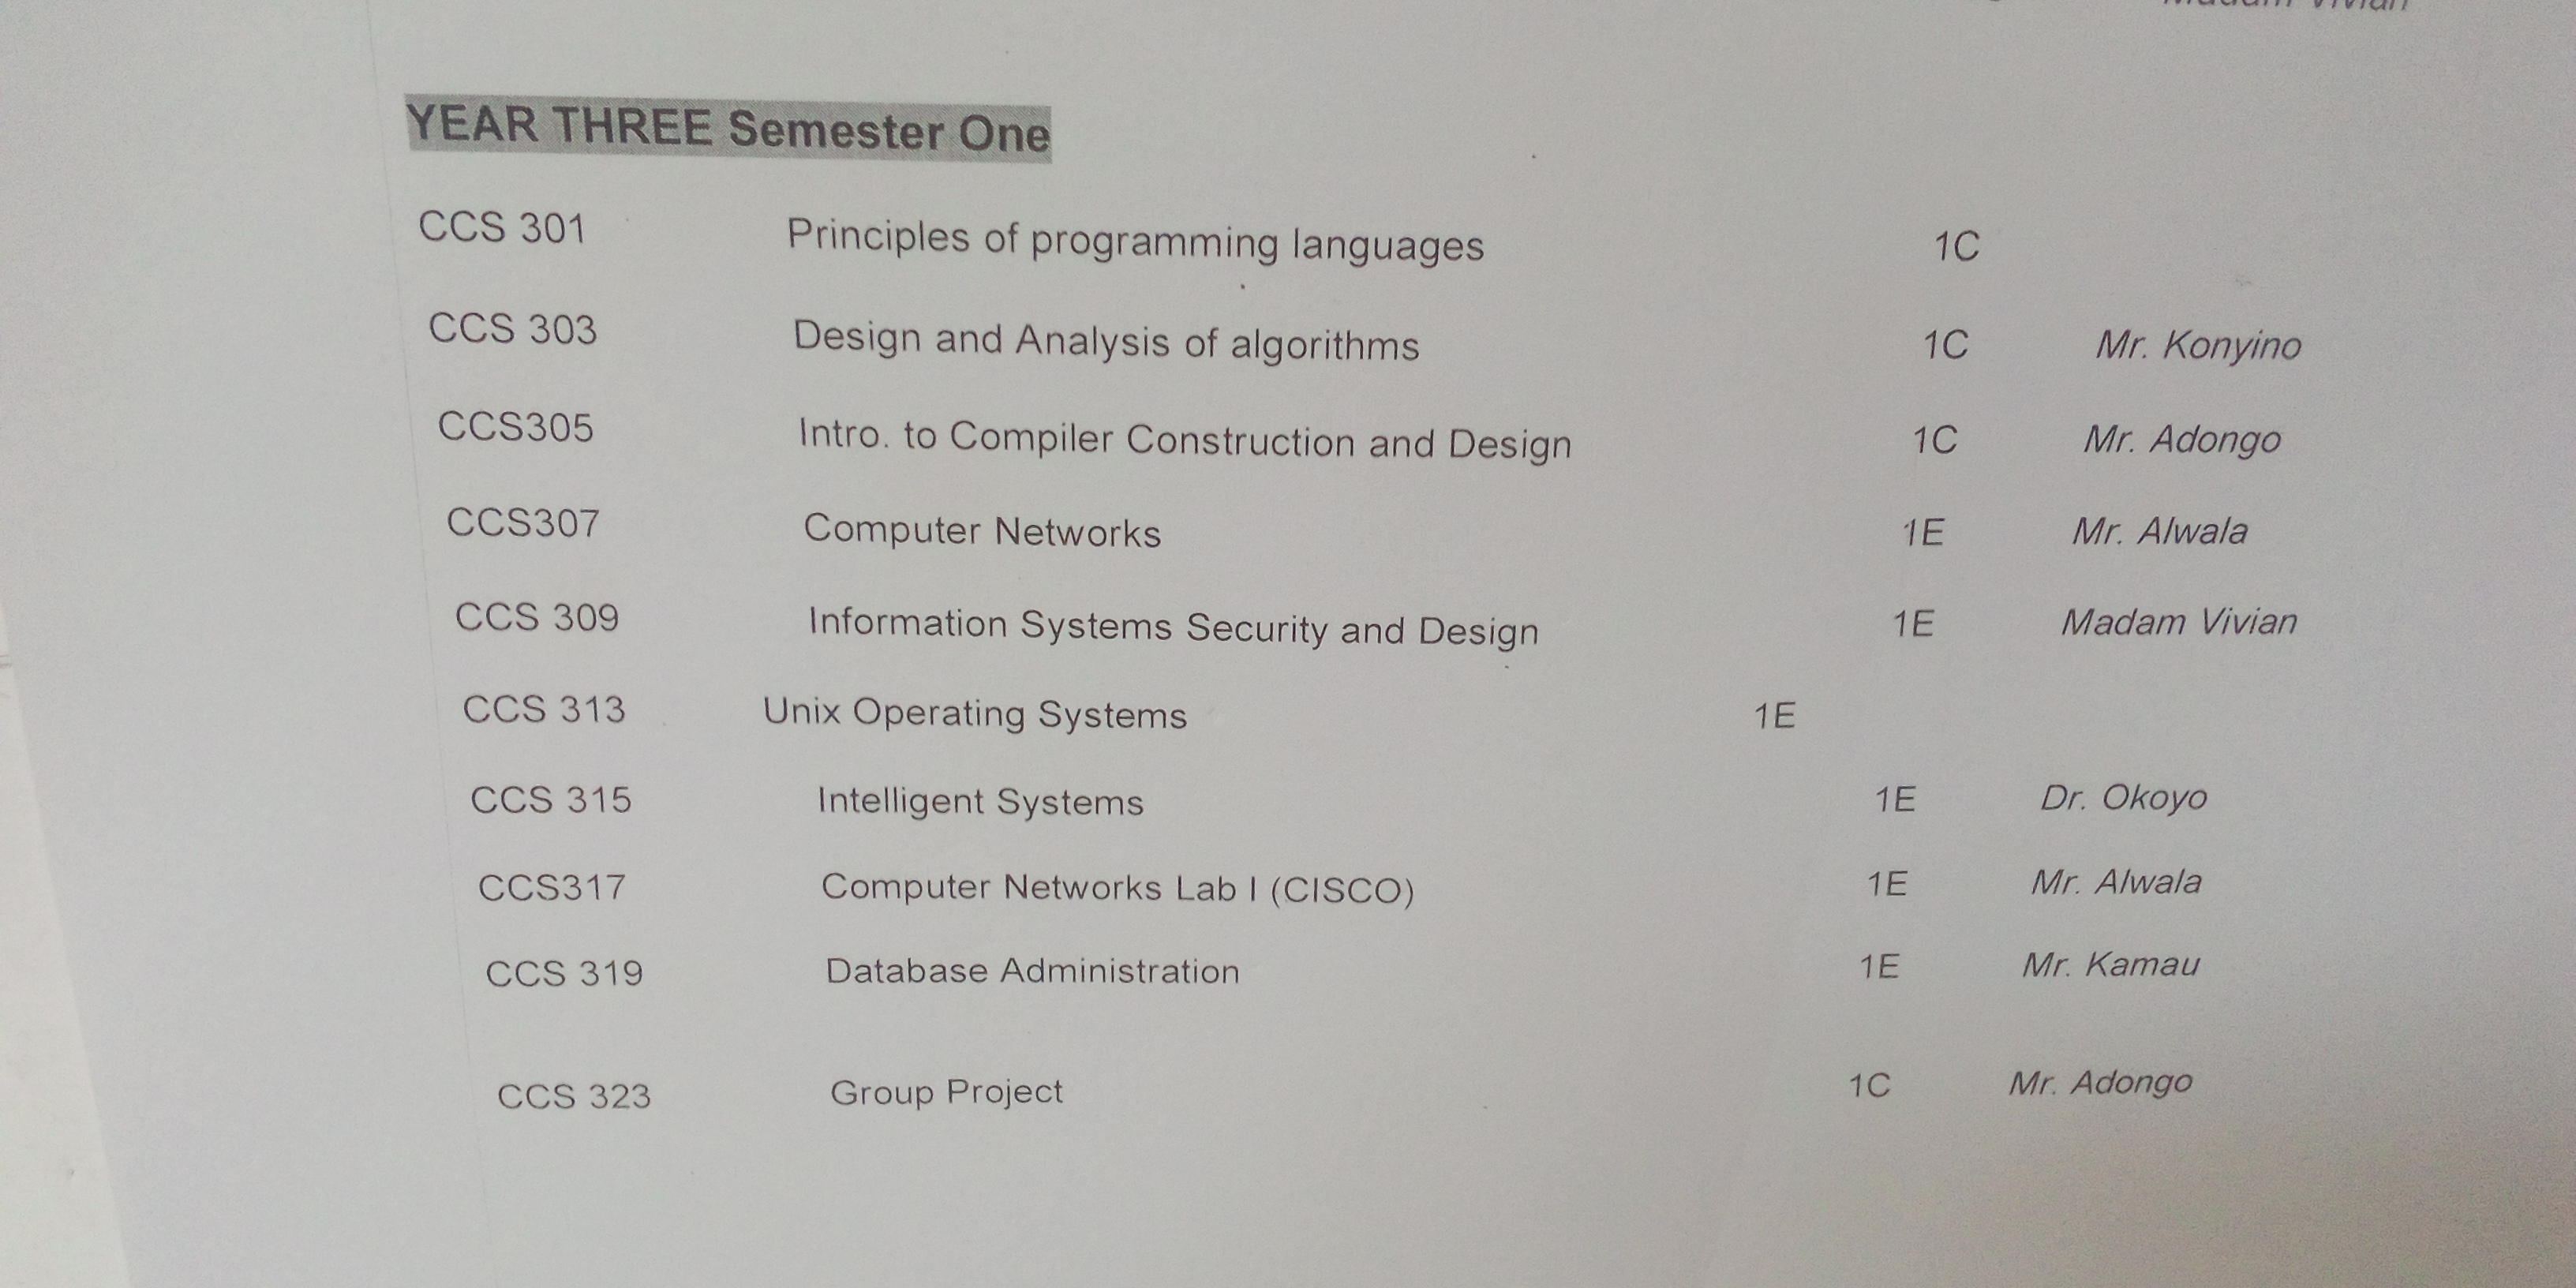 Madam Vivian
YEAR THREE Semester One
CCS 301 Principles of programming languages 1C
CCS 303 Design and Analysis of algorithms 1C Mr. Konyino
CCS305 Intro. to Compiler Construction and Design 1C Mr. Adongo
CCS307 Computer Networks 1E Mr. Alwala
CCS 309 Information Systems Security and Design 1E Madam Vivian
CCS 313 Unix Operating Systems 1E
CCS 315 Intelligent Systems 1E Dr. Okoyo
CCS317 Computer Networks Lab I (CISCO) 1E Mr. Alwala
CCS 319 Database Administration 1E Mr. Kamau
CCS 323 Group Project 1C Mr. Adongo